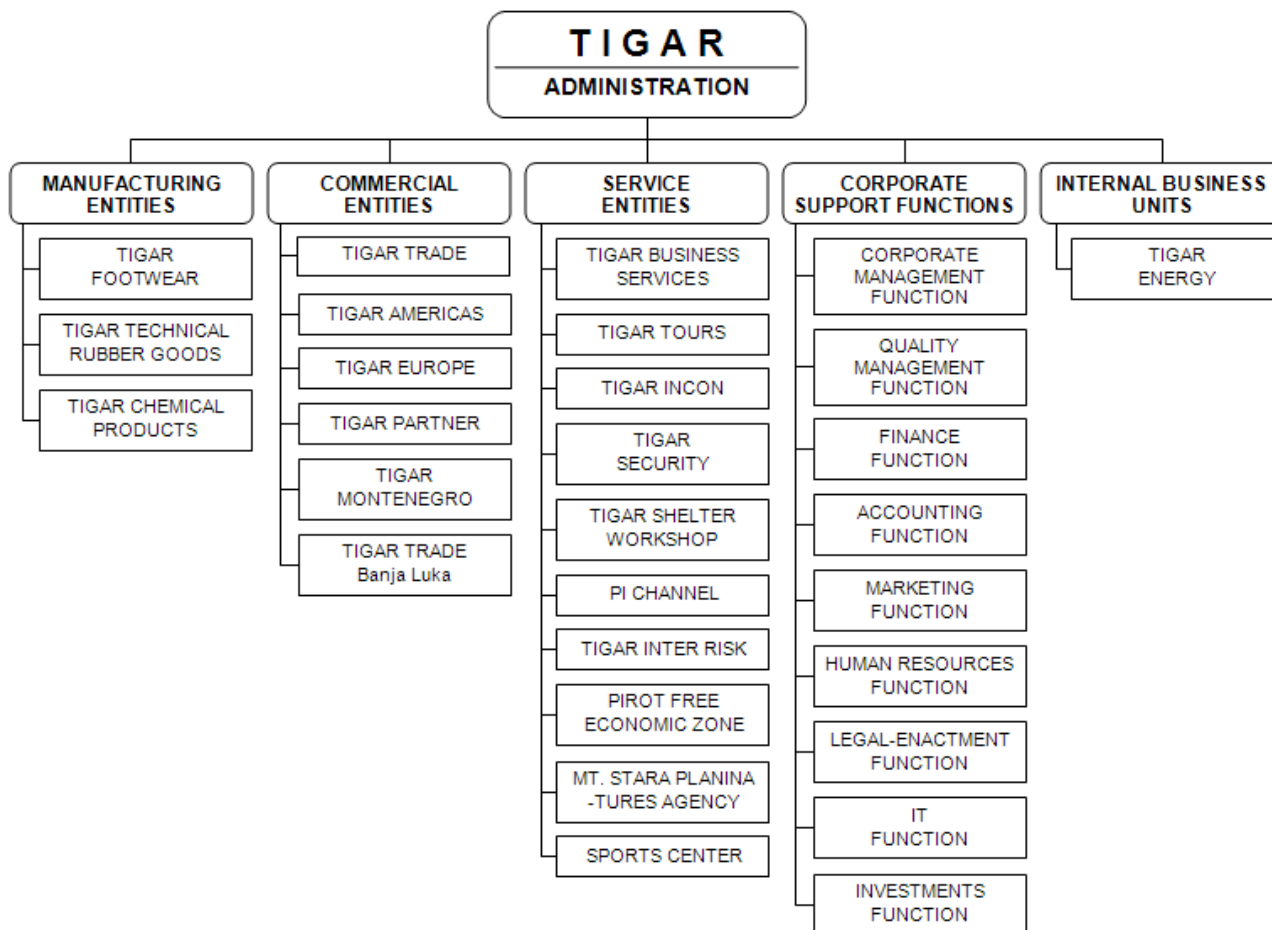 T I G A R
ADMINISTRATION
MANUFACTURING
ENTITIES
TIGAR
FOOTWEAR
TIGAR TECHNICAL
RUBBER GOODS
TIGAR CHEMICAL
PRODUCTS
COMMERCIAL
ENTITIES
TIGAR TRADE
TIGAR AMERICAS
TIGAR EUROPE
TIGAR PARTNER
TIGAR
MONTENEGRO
TIGAR TRADE
Banja Luka
SERVICE
ENTITIES
TIGAR BUSINESS
SERVICES
TIGAR TOURS
TIGAR INCON
TIGAR
SECURITY
TIGAR SHELTER
WORKSHOP
PI CHANNEL
TIGAR INTER RISK
PIROT FREE
ECONOMIC ZONE
MT. STARA PLANINA
-TURES AGENCY
SPORTS CENTER
CORPORATE
SUPPORT FUNCTIONS
CORPORATE
MANAGEMENT
FUNCTION
QUALITY
MANAGEMENT
FUNCTION
FINANCE
FUNCTION
ACCOUNTING
FUNCTION
MARKETING
FUNCTION
HUMAN RESOURCES
FUNCTION
LEGAL-ENACTMENT
FUNCTION
IT
FUNCTION
INVESTMENTS
FUNCTION
INTERNAL BUSINESS
UNITS
TIGAR
ENERGY